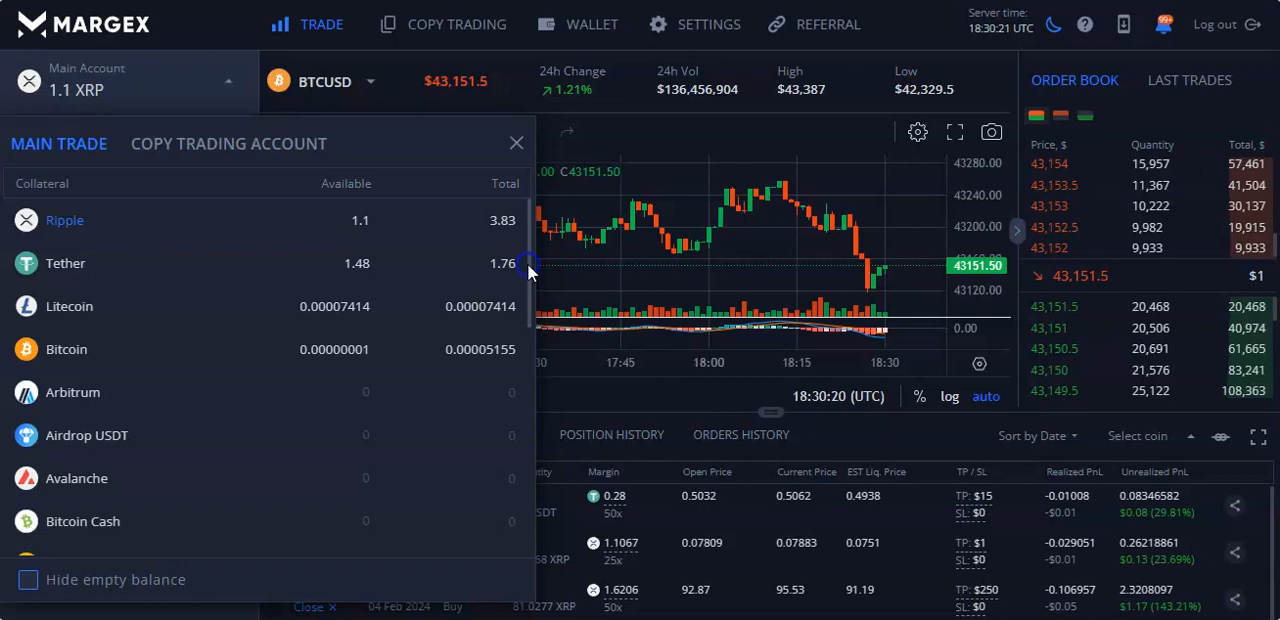 MARGEX
TRADE
COPY TRADING
WALLET
SETTINGS
REFERRAL
Server time:
18:30:21 UTC
99+
Log out
Main Account
1.1 XRP
BTCUSD
$43,151.5
24h Change
↗ 1.21%
24h Vol
$136,456,904
High
$43,387
Low
$42,329.5
ORDER BOOK
LAST TRADES
MAIN TRADE
COPY TRADING ACCOUNT
Collateral Available Total
Ripple 1.1 3.83
Tether 1.48 1.76
Litecoin 0.00007414 0.00007414
Bitcoin 0.00000001 0.00005155
Arbitrum 0 0
Airdrop USDT 0 0
Avalanche 0 0
Bitcoin Cash 0 0
Hide empty balance
.00 C43151.50
43280.00
43240.00
43200.00
43151.50
43120.00
0.00
17:45 18:00 18:15 18:30
18:30:20 (UTC) % log auto
Price, $ Quantity Total, $
43,154 15,957 57,461
43,153.5 11,367 41,504
43,153 10,222 30,137
43,152.5 9,982 19,915
43,152 9,933 9,933
43,151.5 $1
43,151.5 20,468 20,468
43,151 20,506 40,974
43,150.5 20,691 61,665
43,150 21,576 83,241
43,149.5 25,122 108,363
POSITION HISTORY
ORDERS HISTORY
Sort by Date
Select coin
Margin Open Price Current Price EST Liq. Price TP / SL Realized PnL Unrealized PnL
0.28 0.5032 0.5062 0.4938 TP: $15 -0.01008 0.08346582
50x SL: $0 -$0.01 $0.08 (29.81%)
1.1067 0.07809 0.07883 0.0751 TP: $1 -0.029051 0.26218861
XRP 25x SL: $0 -$0.01 $0.13 (23.69%)
1.6206 92.87 95.53 91.19 TP: $250 -0.106957 2.3208097
Close × 04 Feb 2024 Buy 81.0277 XRP 50x SL: $0 -$0.05 $1.17 (143.21%)